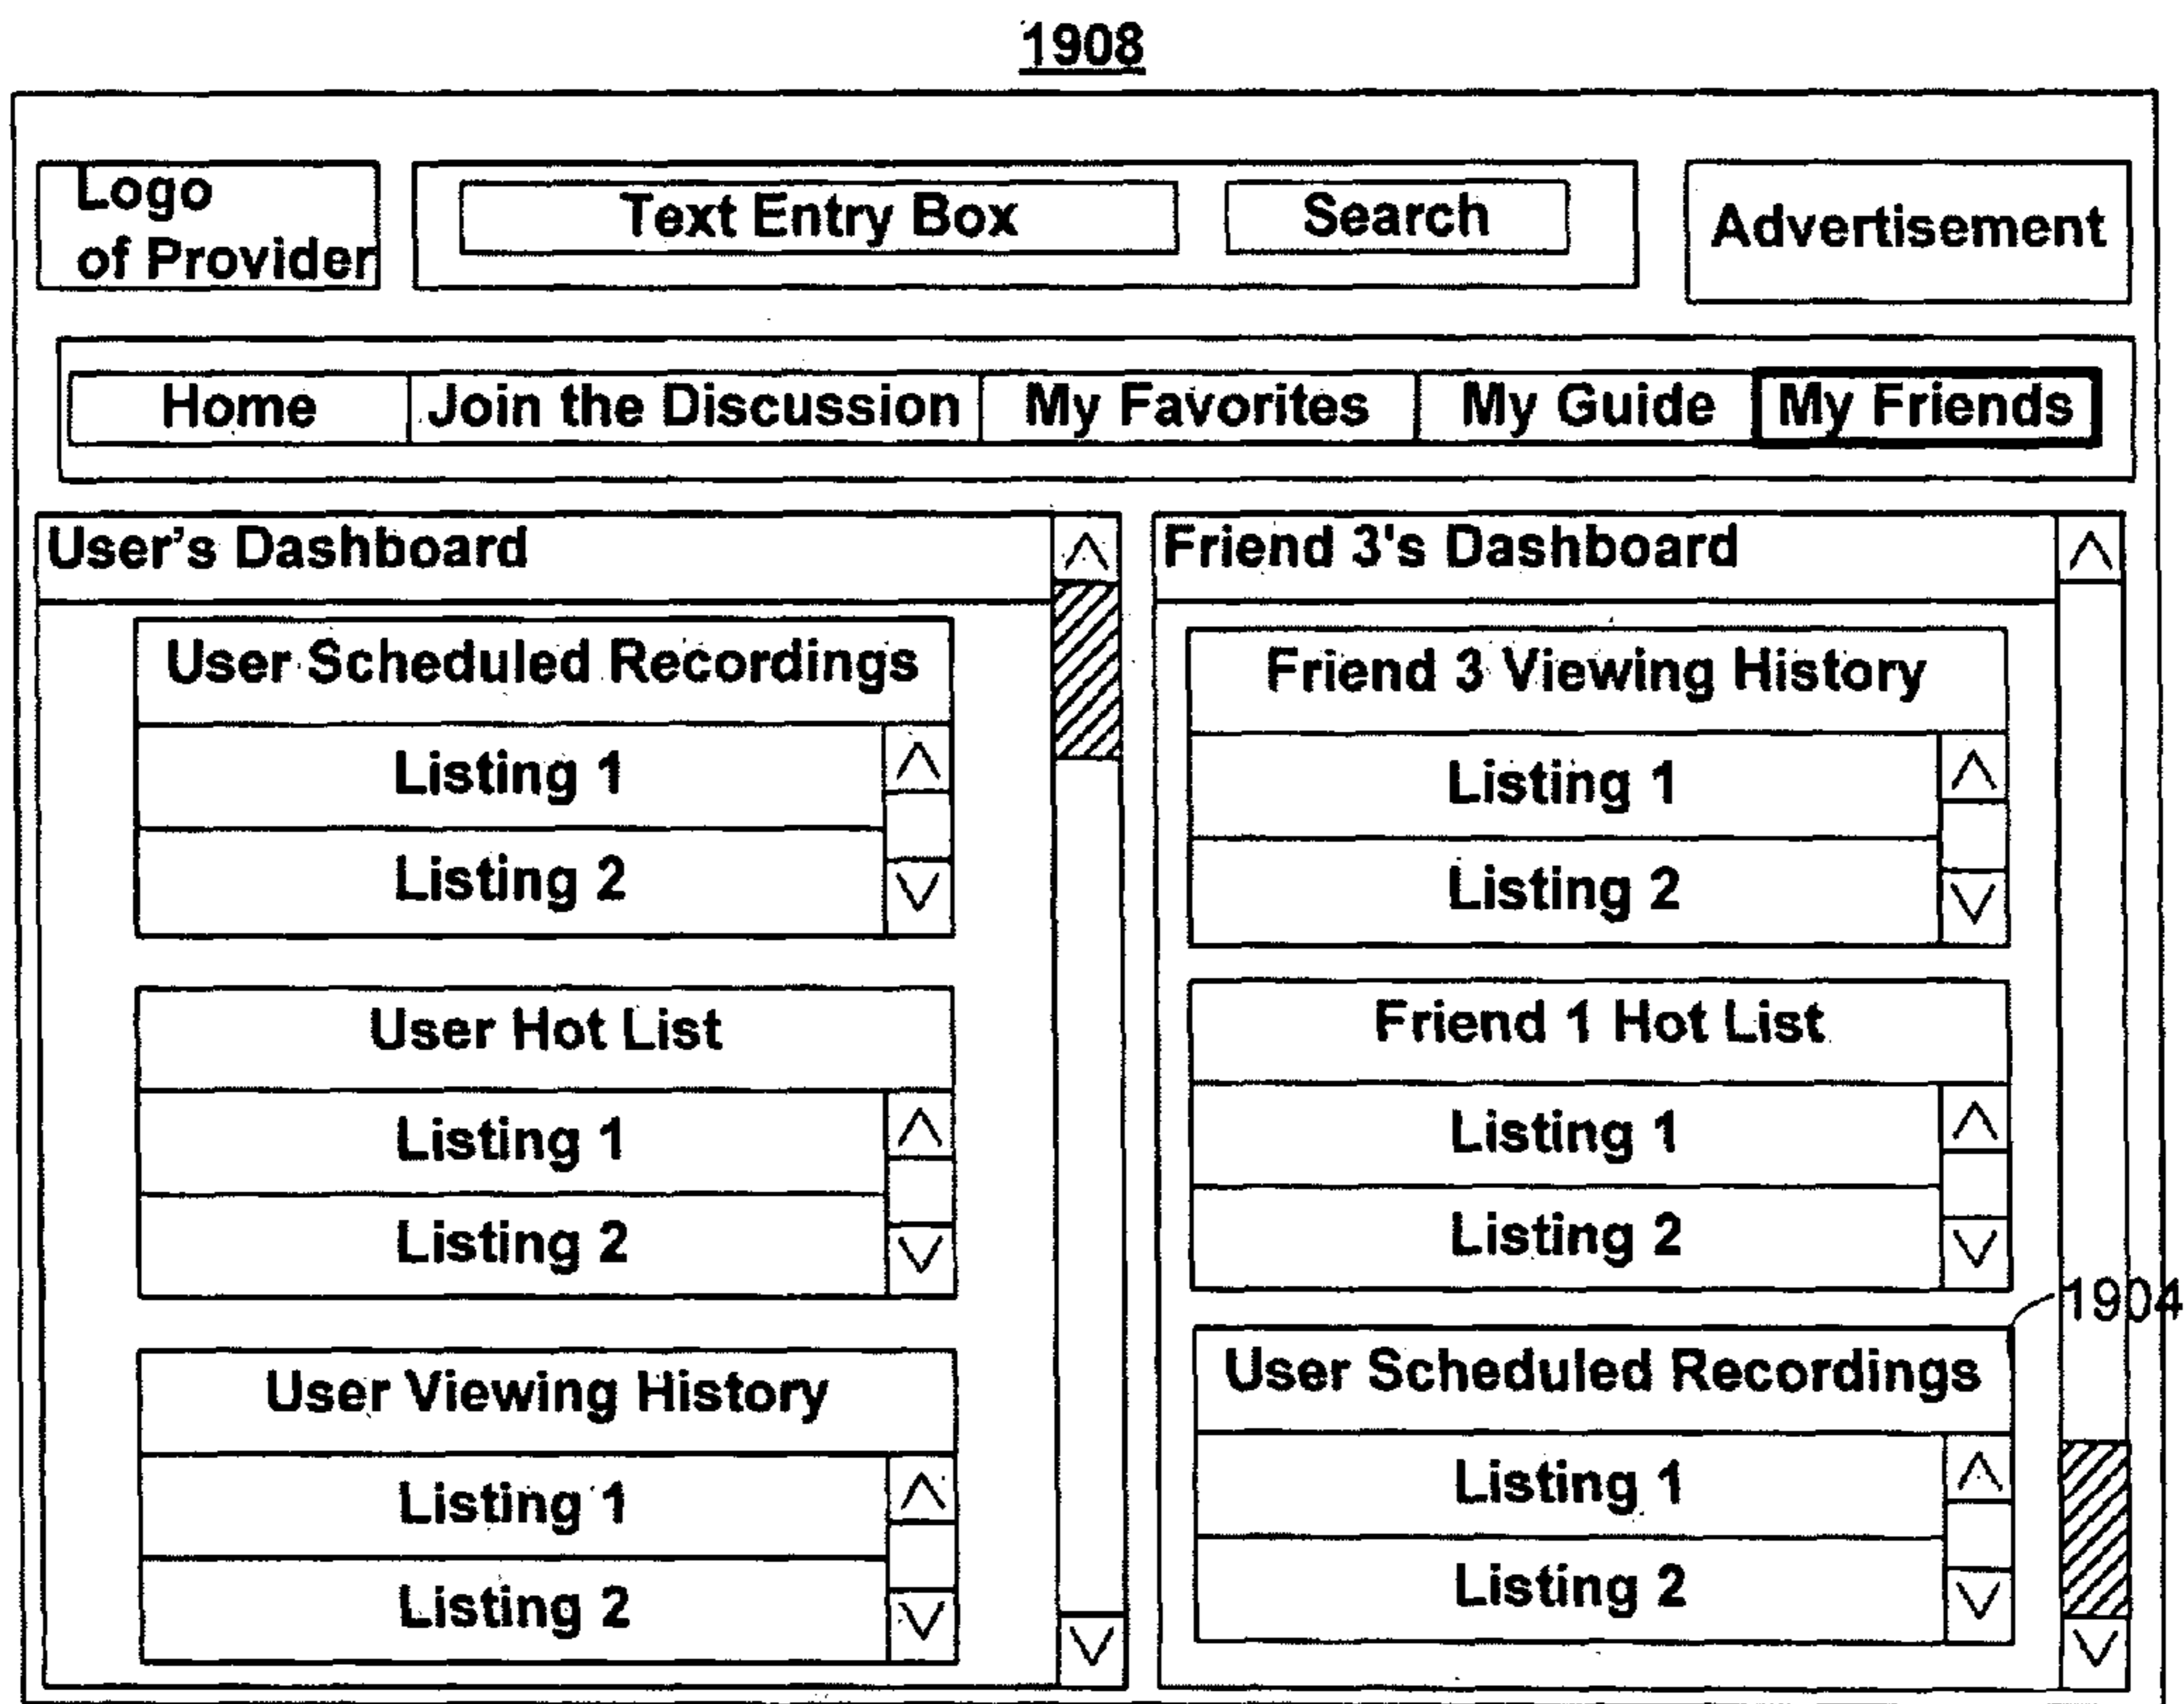 1908
Logo
of Provider
Text Entry Box
Search
Advertisement
Home
Join the Discussion
My Favorites
My Guide
My Friends
User's Dashboard
User Scheduled Recordings
Listing 1
Listing 2
User Hot List
Listing 1
Listing 2
User Viewing History
Listing 1
Listing 2
Friend 3's Dashboard
Friend 3 Viewing History
Listing 1
Listing 2
Friend 1 Hot List
Listing 1
Listing 2
1904
User Scheduled Recordings
Listing 1
Listing 2